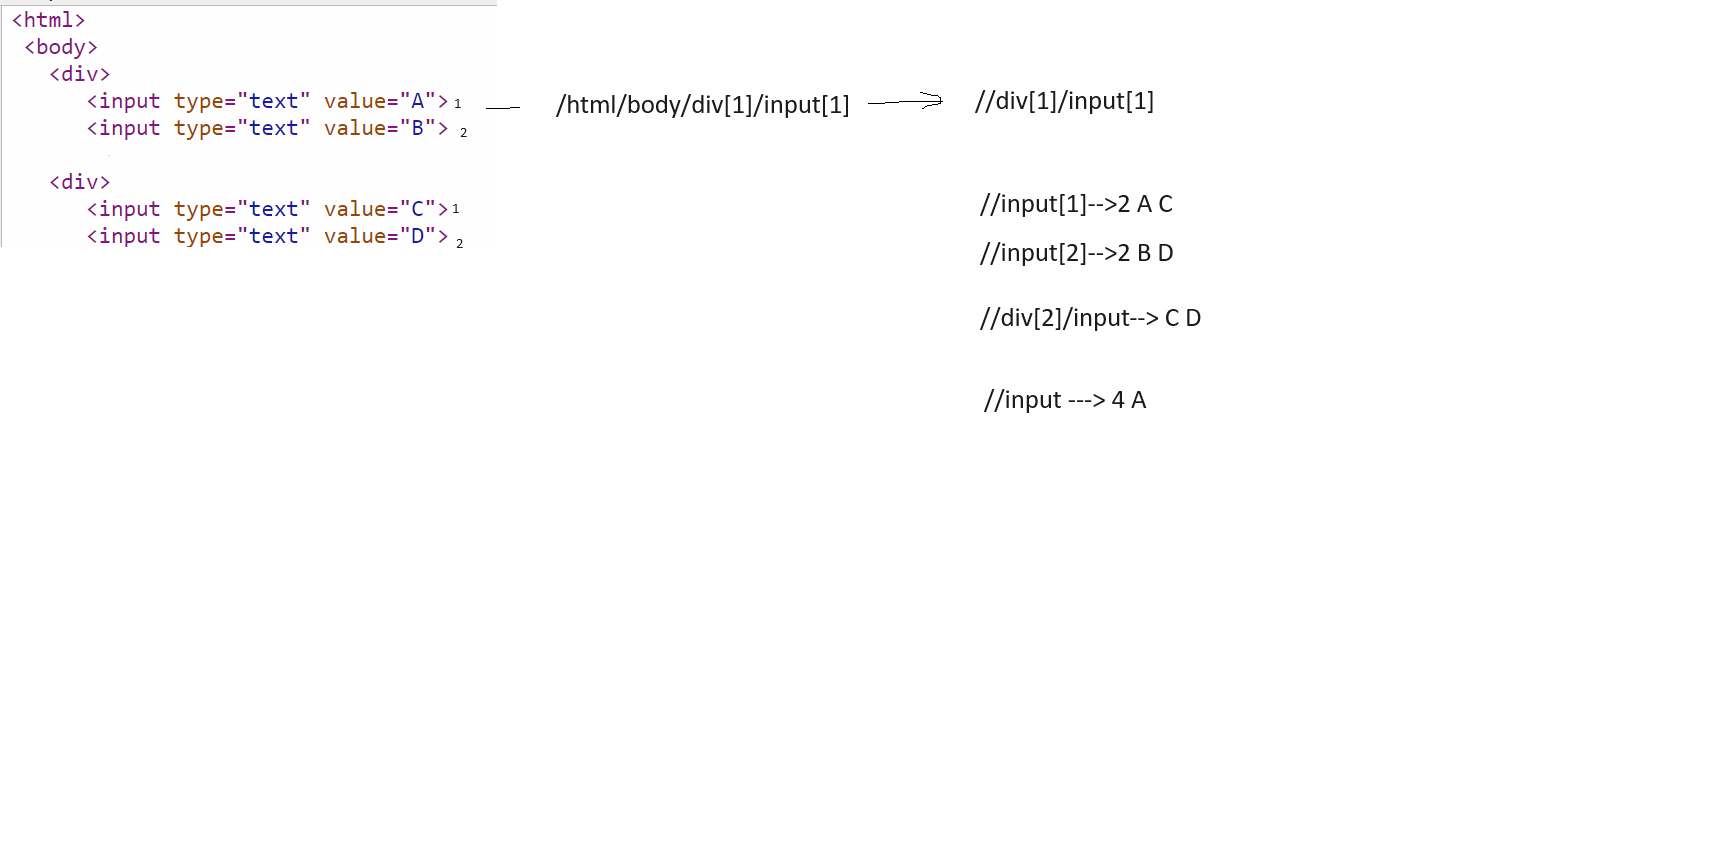 <html>
<body>
<div>
<input type="text" value="A"> 1
<input type="text" value="B"> 2
<div>
<input type="text" value="C"> 1
<input type="text" value="D"> 2
/html/body/div[1]/input[1]
//div[1]/input[1]
//input[1]-->2 A C
//input[2]-->2 B D
//div[2]/input--> C D
//input ---> 4 A